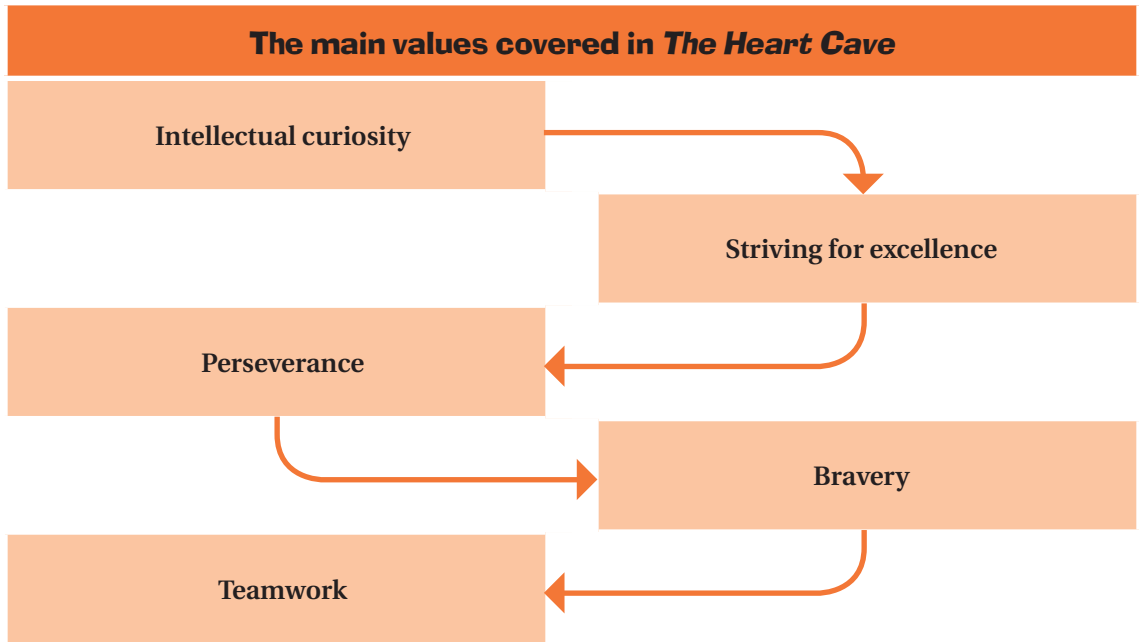 The main values covered in The Heart Cave
Intellectual curiosity
Striving for excellence
Perseverance
Bravery
Teamwork